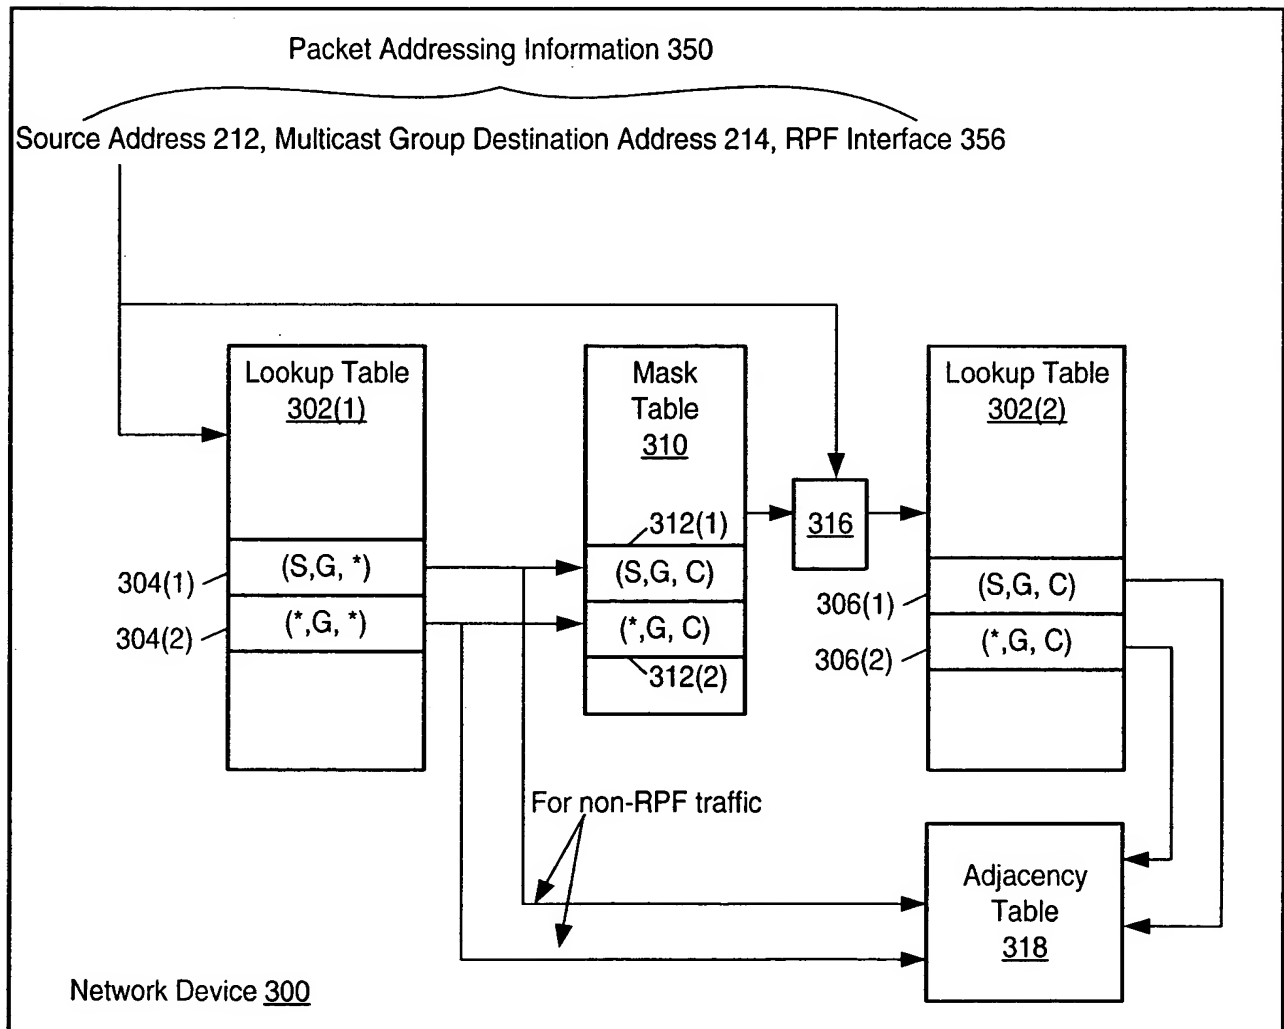 Packet Addressing Information 350
Source Address 212, Multicast Group Destination Address 214, RPF Interface 356
Lookup Table
302(1)
Mask
Table
310
Lookup Table
302(2)
316
312(1)
304(1)
(S,G, *)
(S,G, C)
306(1)
(S,G, C)
304(2)
(*,G, *)
(*,G, C)
306(2)
(*,G, C)
312(2)
For non-RPF traffic
Adjacency
Table
318
Network Device 300